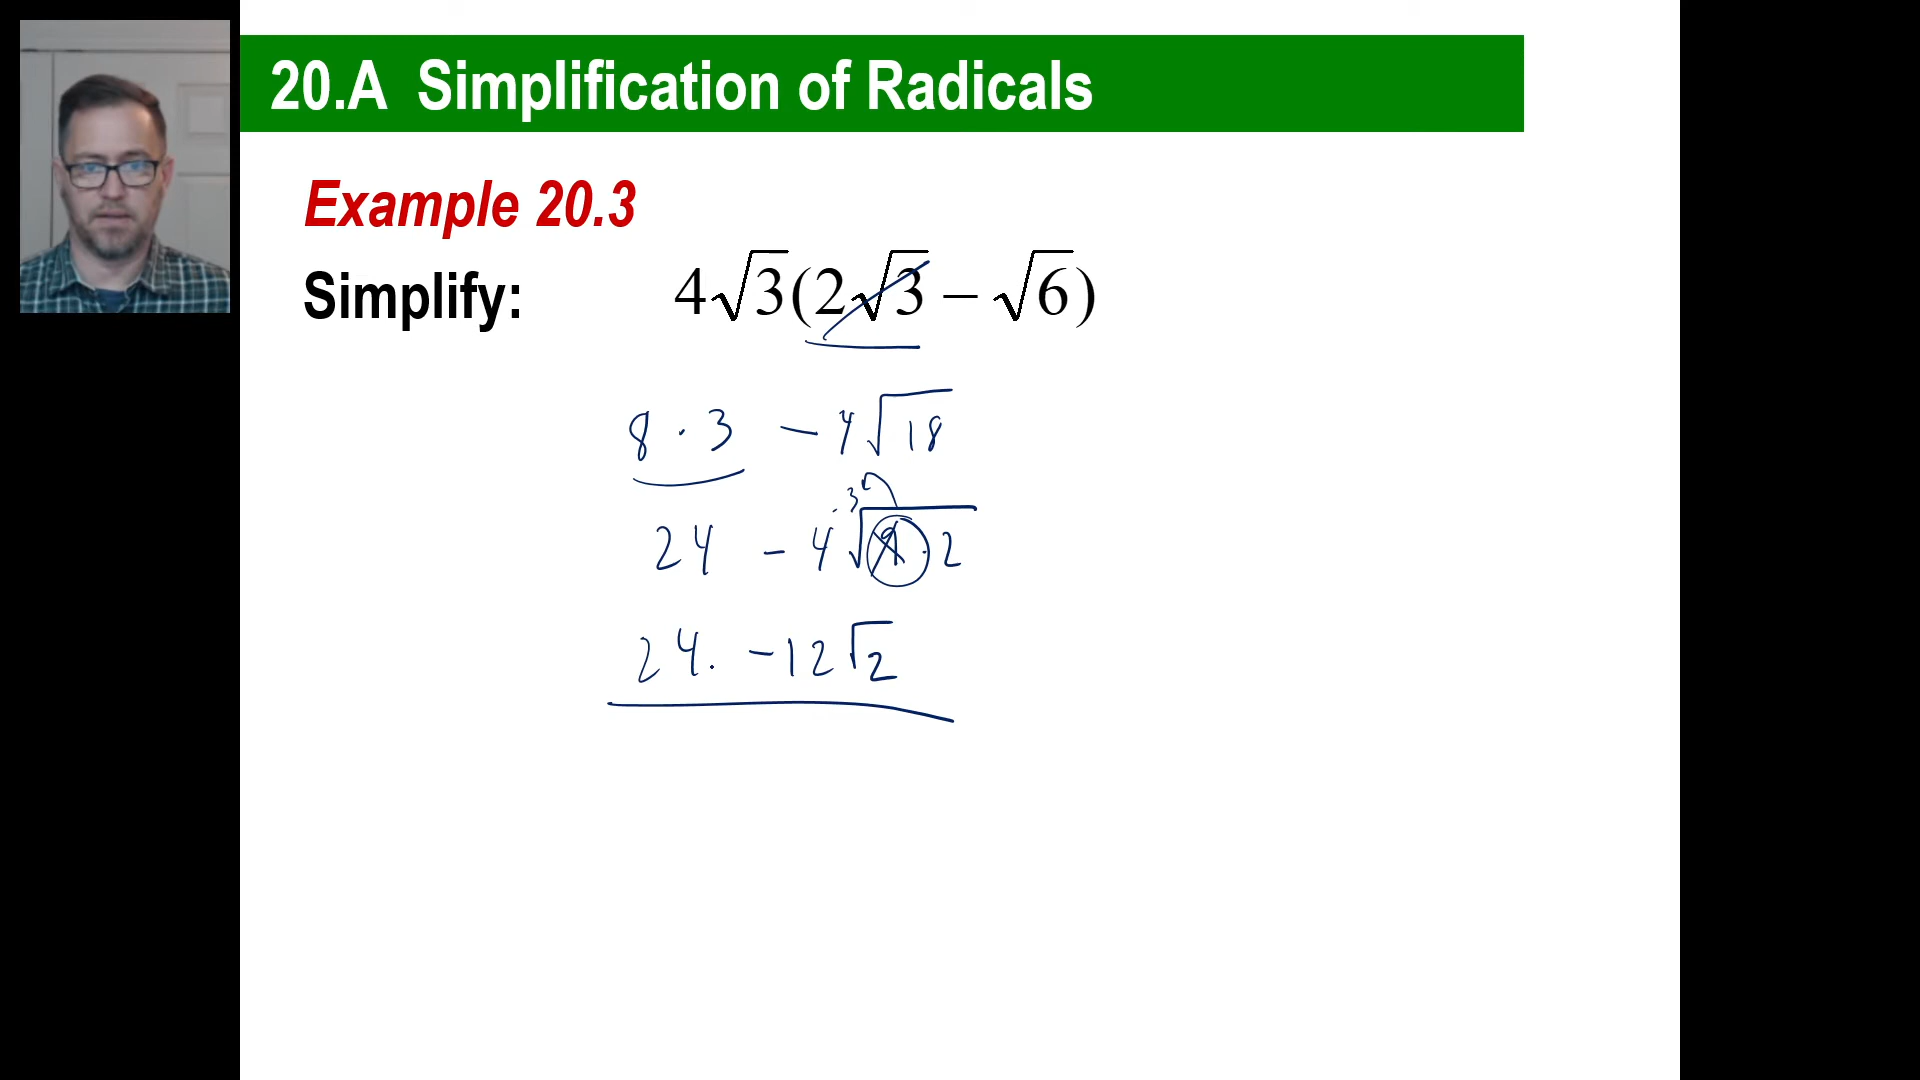 20.A Simplification of Radicals
Example 20.3
Simplify: 4√3(2√3 − √6)
8 · 3 − 4√18
24 − 4 · 3√9 · 2
24. − 12√2